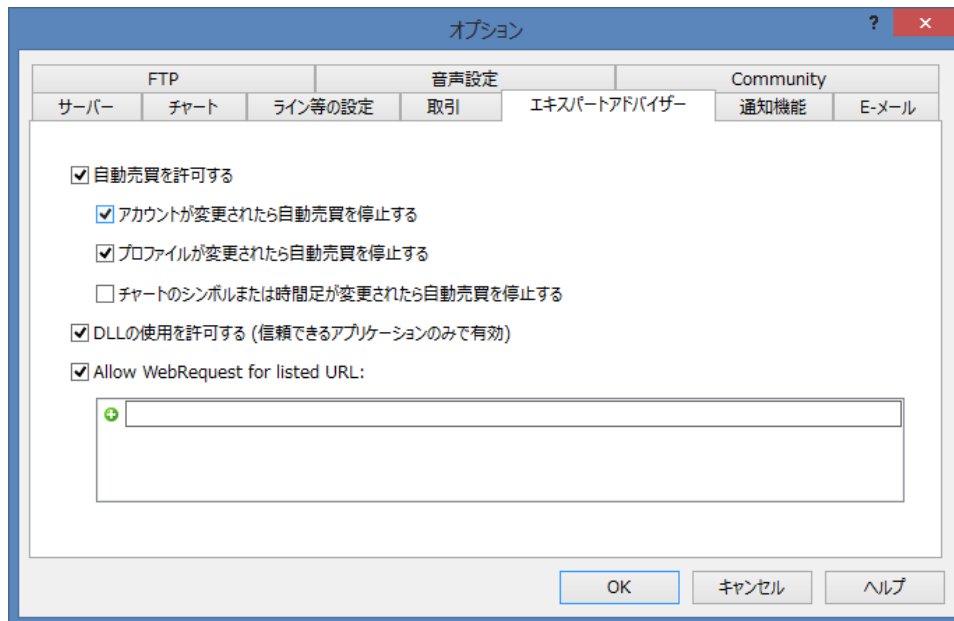 オプション
?
×
FTP 音声設定 Community
サーバー チャート ライン等の設定 取引 エキスパートアドバイザー 通知機能 E-メール
自動売買を許可する
アカウントが変更されたら自動売買を停止する
プロファイルが変更されたら自動売買を停止する
チャートのシンボルまたは時間足が変更されたら自動売買を停止する
DLLの使用を許可する (信頼できるアプリケーションのみで有効)
Allow WebRequest for listed URL:
OK キャンセル ヘルプ